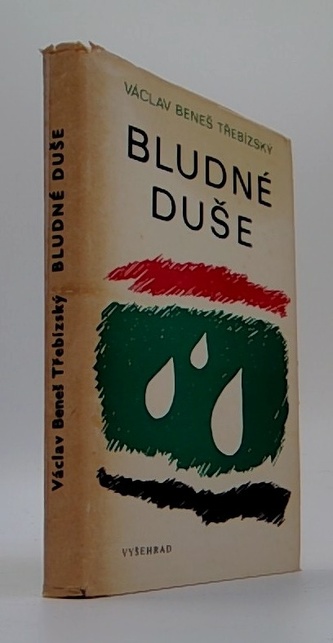 Václav Beneš Třebízský BLUDNÉ DUŠE
VÁCLAV BENEŠ TŘEBÍZSKÝ
BLUDNÉ
DUŠE
VYŠEHRAD